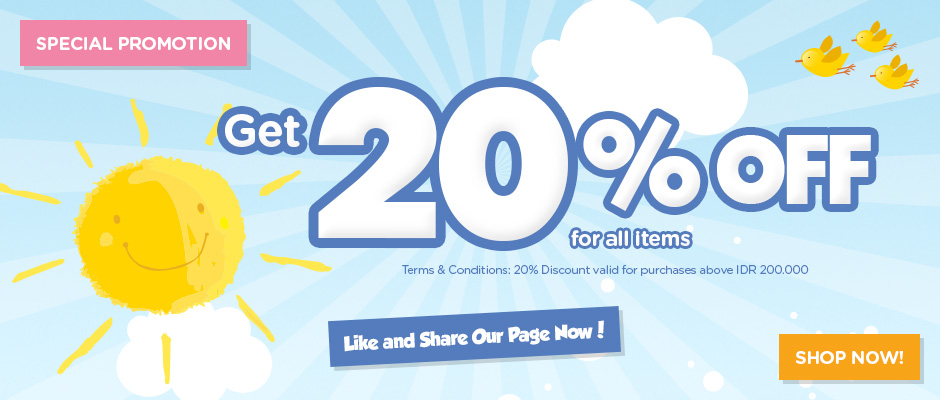 SPECIAL PROMOTION
Get 20% OFF
for all items
Terms & Conditions: 20% Discount valid for purchases above IDR 200.000
Like and Share Our Page Now!
SHOP NOW!